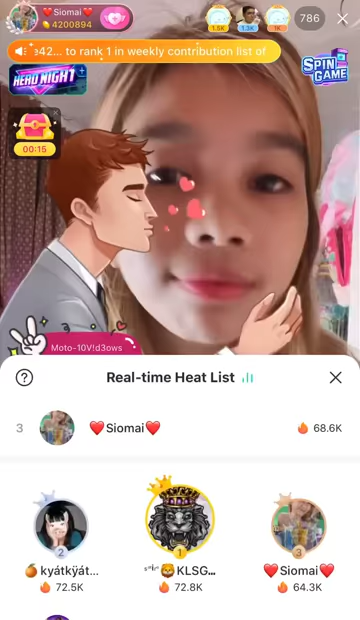 ❤️Siomai❤️
4200894
1.5K
1.3K
1K
786
e42... to rank 1 in weekly contribution list of
HERO NIGHT
SPIN
GAME
00:15
Moto-10V!d3ows
Real-time Heat List
3 ❤️Siomai❤️ 🔥 68.6K
2 1 3
🍊kyátkÿát... KLSG... ❤️Siomai❤️
🔥 72.5K 🔥 72.8K 🔥 64.3K